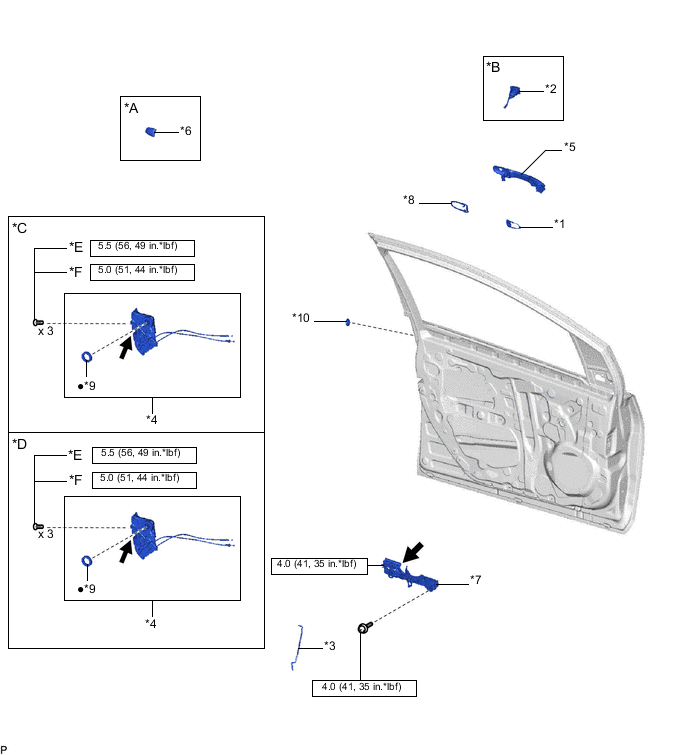 *B
*2
*A
*6
*5
*8
*1
*C
*E 5.5 (56, 49 in.*lbf)
*F 5.0 (51, 44 in.*lbf)
*10
x 3
●*9
*4
*D
*E 5.5 (56, 49 in.*lbf)
*F 5.0 (51, 44 in.*lbf)
x 3
4.0 (41, 35 in.*lbf)
*7
●*9
*4
*3
4.0 (41, 35 in.*lbf)
P